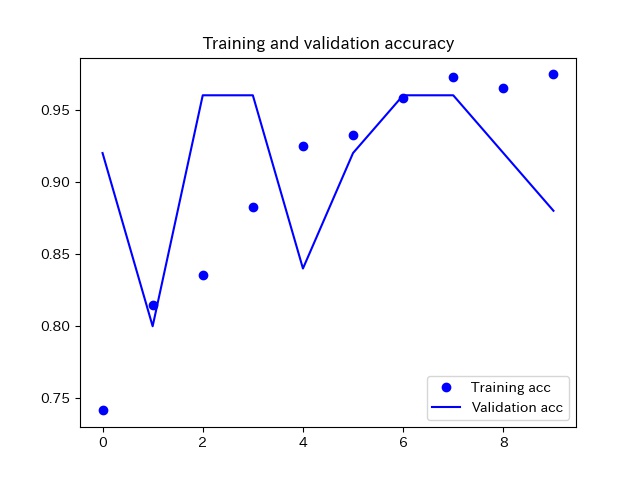 Training and validation accuracy
0.95
0.90
0.85
0.80
0.75
0 2 4 6 8
Training acc
Validation acc